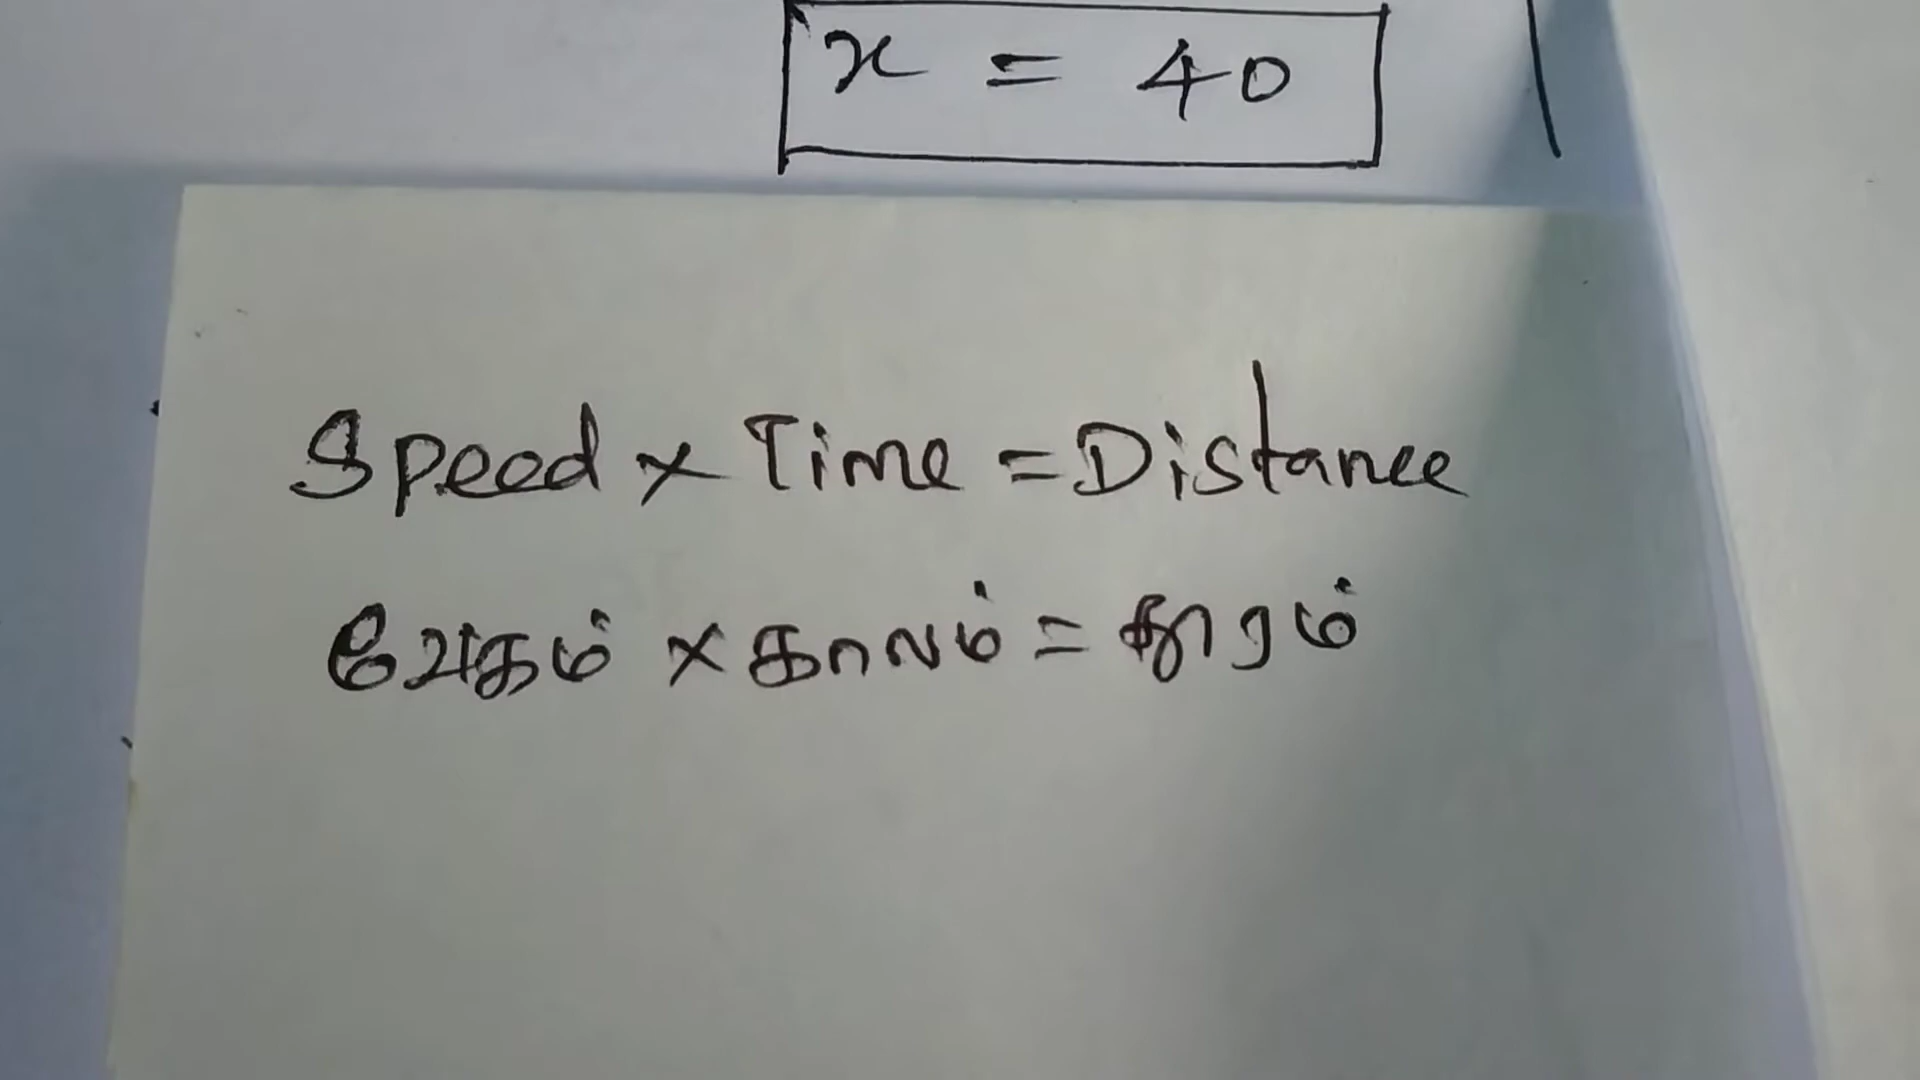 x = 40
Speed × Time = Distance
வேகம் × காலம் = தூரம்